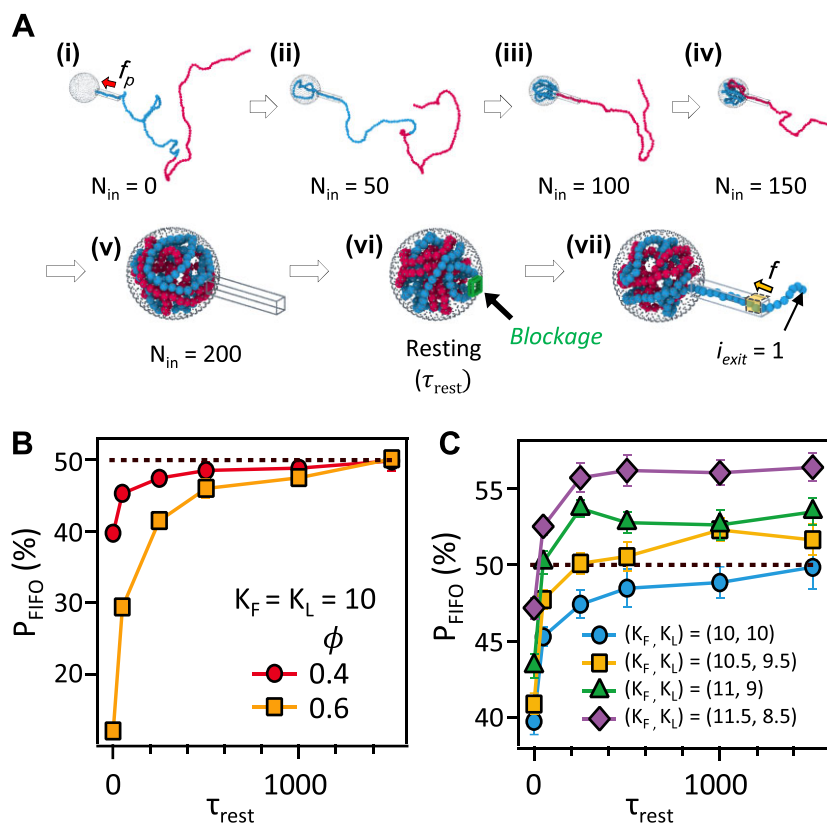 A
(i) (ii) (iii) (iv)
f_p
N_in = 0 N_in = 50 N_in = 100 N_in = 150
(v) (vi) (vii)
f
Blockage
N_in = 200 Resting i_exit = 1
(τ_rest)
B
50
40
30
20
P_FIFO (%)
K_F = K_L = 10
ϕ
0.4
0.6
0 1000
τ_rest
C
55
50
45
40
P_FIFO (%)
(K_F, K_L) = (10, 10)
(K_F, K_L) = (10.5, 9.5)
(K_F, K_L) = (11, 9)
(K_F, K_L) = (11.5, 8.5)
0 1000
τ_rest